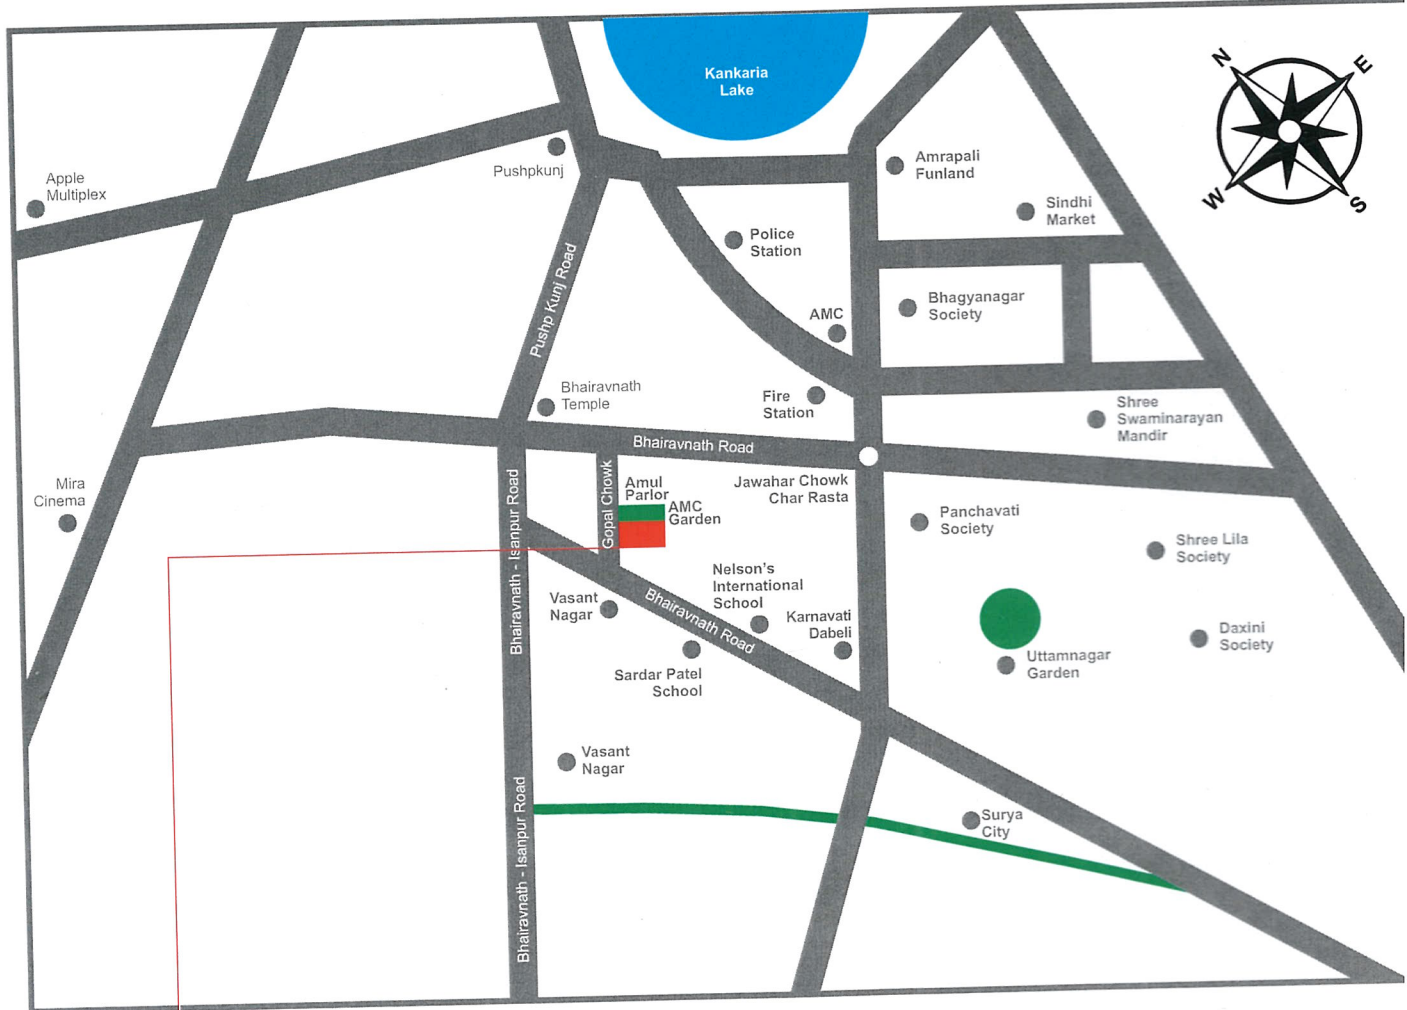 Kankaria
Lake
N
E
W
S
Apple
Multiplex
Pushpkunj
Amrapali
Funland
Sindhi
Market
Police
Station
Pushp Kunj Road
AMC
Bhagyanagar
Society
Bhairavnath
Temple
Fire
Station
Shree
Swaminarayan
Mandir
Bhairavnath Road
Mira
Cinema
Bhairavnath - Isanpur Road
Gopal Chowk
Amul
Parlor
AMC
Garden
Jawahar Chowk
Char Rasta
Panchavati
Society
Shree Lila
Society
Nelson's
International
School
Vasant
Nagar
Bhairavnath Road
Karnavati
Dabeli
Daxini
Society
Uttamnagar
Garden
Sardar Patel
School
Vasant
Nagar
Bhairavnath - Isanpur Road
Surya
City